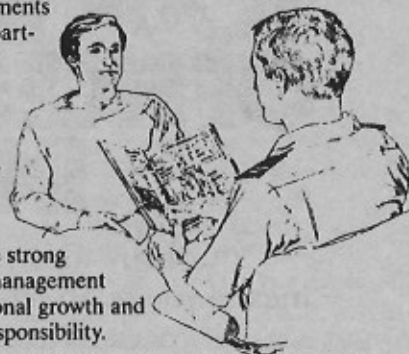 ments
part-
strong
management
onal growth and
sponsibility.